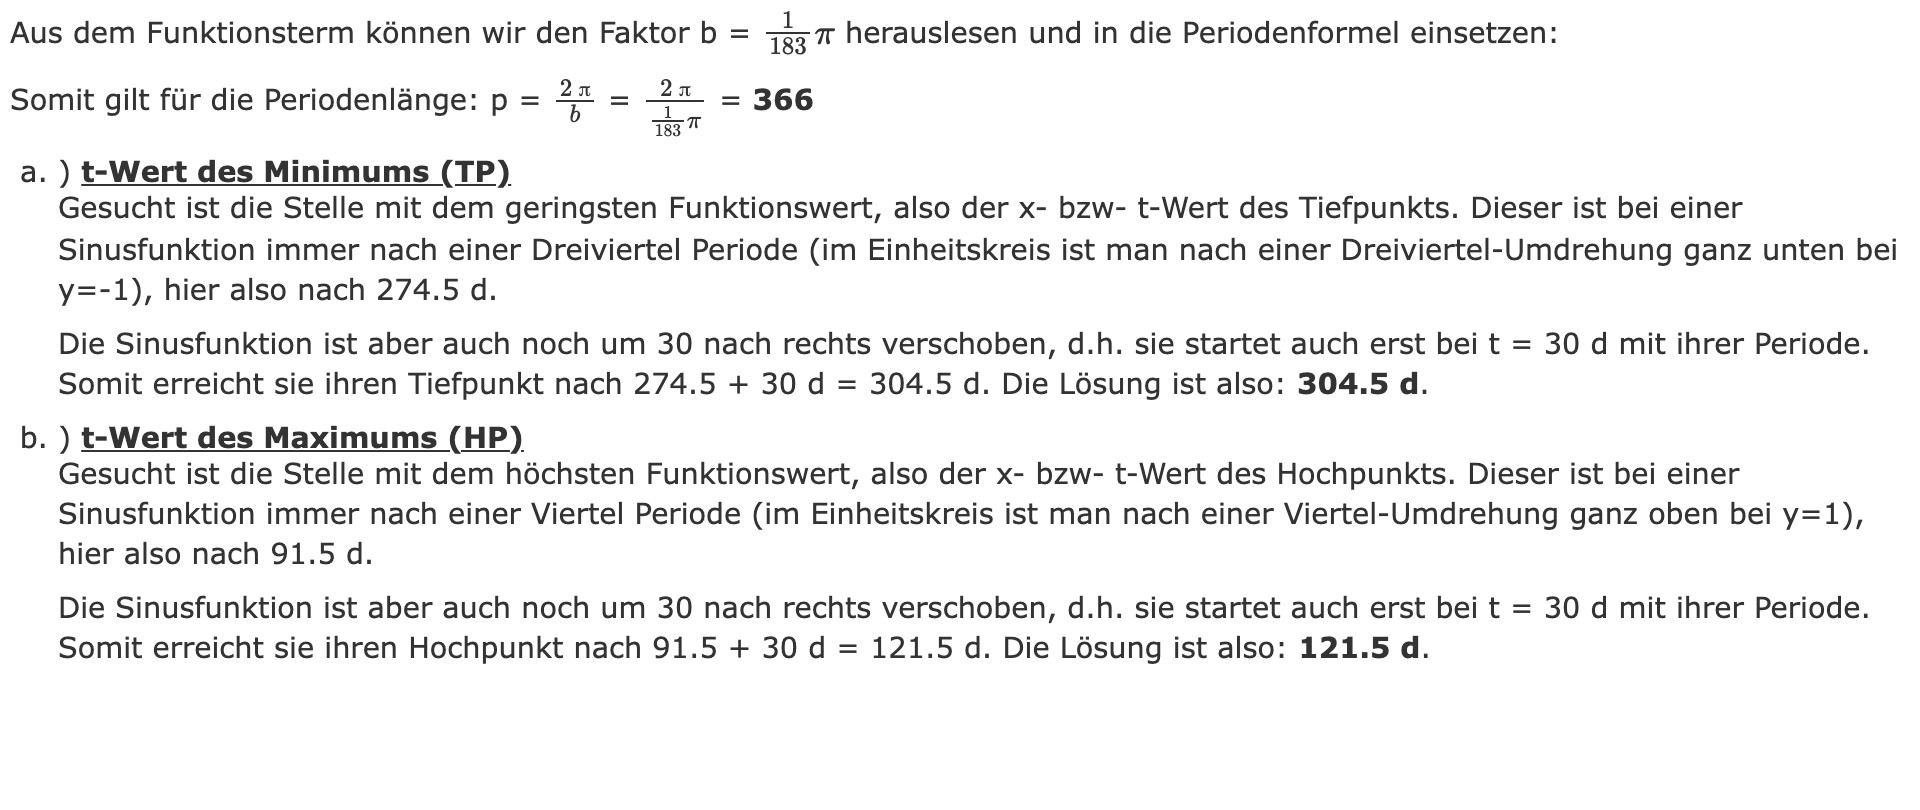 Aus dem Funktionsterm können wir den Faktor b = 1/183 π herauslesen und in die Periodenformel einsetzen:
Somit gilt für die Periodenlänge: p = 2 π / b = 2 π / (1/183 π) = 366
a. ) t-Wert des Minimums (TP)
Gesucht ist die Stelle mit dem geringsten Funktionswert, also der x- bzw- t-Wert des Tiefpunkts. Dieser ist bei einer
Sinusfunktion immer nach einer Dreiviertel Periode (im Einheitskreis ist man nach einer Dreiviertel-Umdrehung ganz unten bei
y=-1), hier also nach 274.5 d.
Die Sinusfunktion ist aber auch noch um 30 nach rechts verschoben, d.h. sie startet auch erst bei t = 30 d mit ihrer Periode.
Somit erreicht sie ihren Tiefpunkt nach 274.5 + 30 d = 304.5 d. Die Lösung ist also: 304.5 d.
b. ) t-Wert des Maximums (HP)
Gesucht ist die Stelle mit dem höchsten Funktionswert, also der x- bzw- t-Wert des Hochpunkts. Dieser ist bei einer
Sinusfunktion immer nach einer Viertel Periode (im Einheitskreis ist man nach einer Viertel-Umdrehung ganz oben bei y=1),
hier also nach 91.5 d.
Die Sinusfunktion ist aber auch noch um 30 nach rechts verschoben, d.h. sie startet auch erst bei t = 30 d mit ihrer Periode.
Somit erreicht sie ihren Hochpunkt nach 91.5 + 30 d = 121.5 d. Die Lösung ist also: 121.5 d.